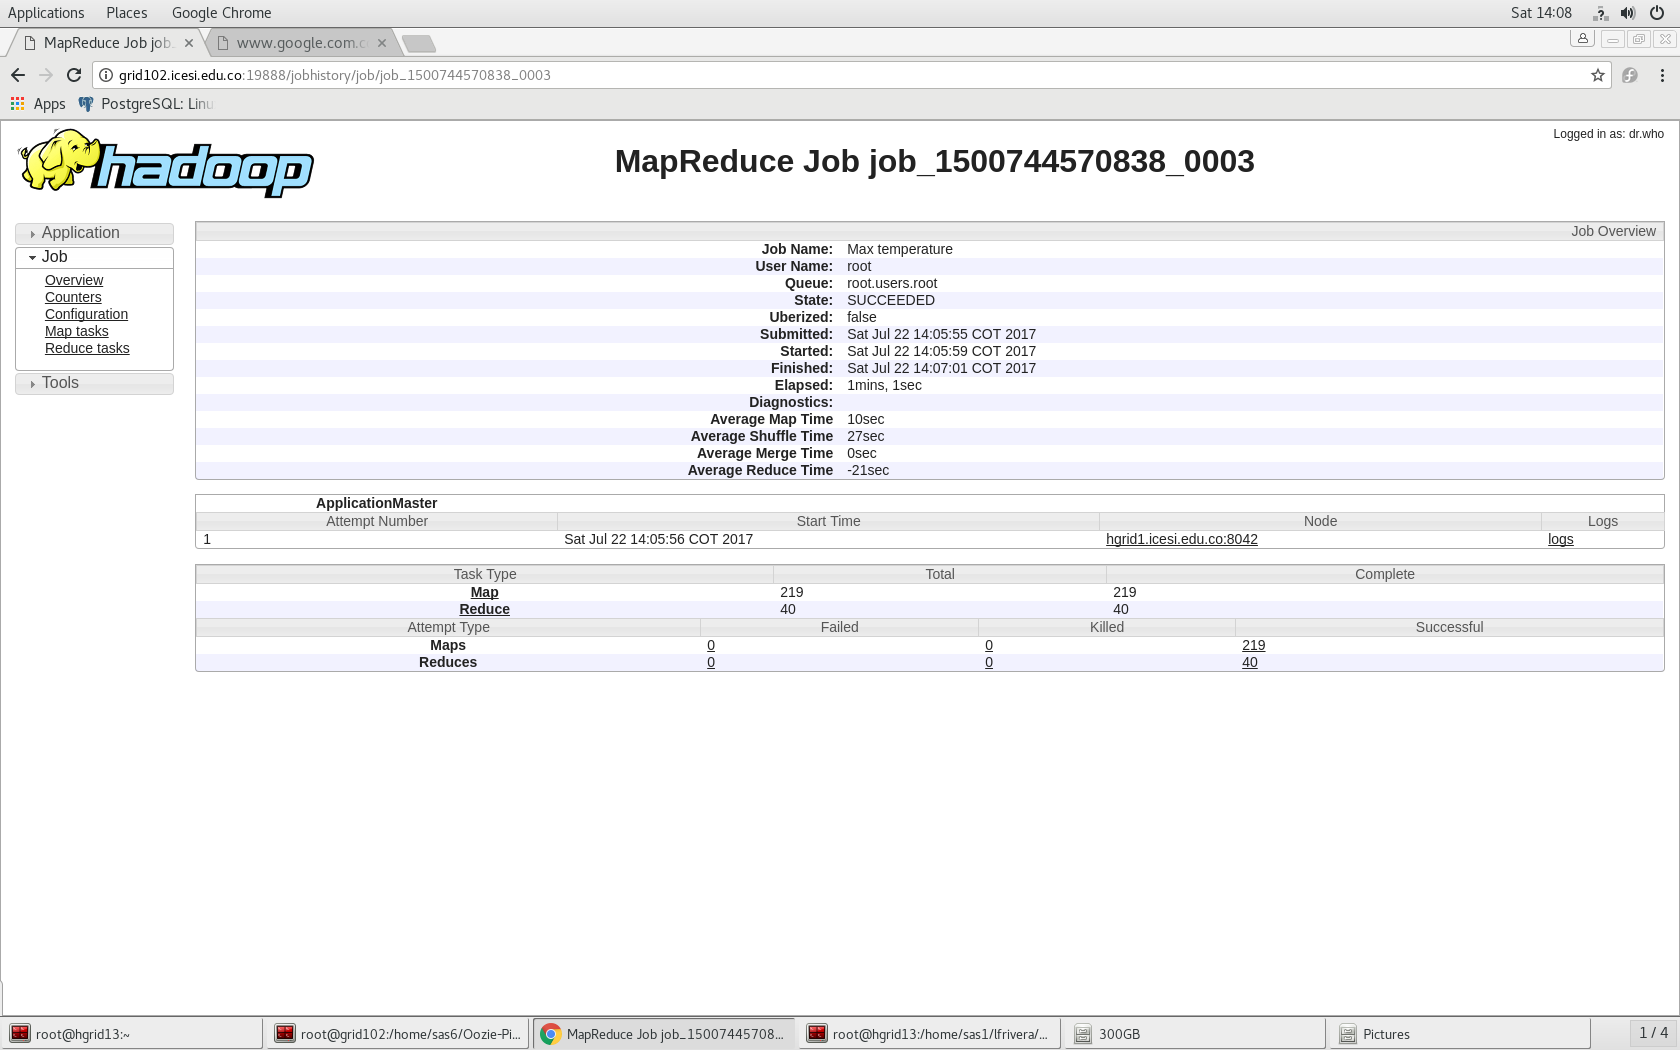 Applications Places Google Chrome Sat 14:08
MapReduce Job job_ www.google.com.c
grid102.icesi.edu.co:19888/jobhistory/job/job_1500744570838_0003
Apps PostgreSQL: Linu
hadoop
MapReduce Job job_1500744570838_0003
Logged in as: dr.who
Application
Job
Overview
Counters
Configuration
Map tasks
Reduce tasks
Tools
Job Overview
Job Name: Max temperature
User Name: root
Queue: root.users.root
State: SUCCEEDED
Uberized: false
Submitted: Sat Jul 22 14:05:55 COT 2017
Started: Sat Jul 22 14:05:59 COT 2017
Finished: Sat Jul 22 14:07:01 COT 2017
Elapsed: 1mins, 1sec
Diagnostics:
Average Map Time 10sec
Average Shuffle Time 27sec
Average Merge Time 0sec
Average Reduce Time -21sec
ApplicationMaster
Attempt Number Start Time Node Logs
1 Sat Jul 22 14:05:56 COT 2017 hgrid1.icesi.edu.co:8042 logs
Task Type Total Complete
Map 219 219
Reduce 40 40
Attempt Type Failed Killed Successful
Maps 0 0 219
Reduces 0 0 40
root@hgrid13:~ root@grid102:/home/sas6/Oozie-Pi... MapReduce Job job_15007445708... root@hgrid13:/home/sas1/lfrivera/... 300GB Pictures 1 / 4